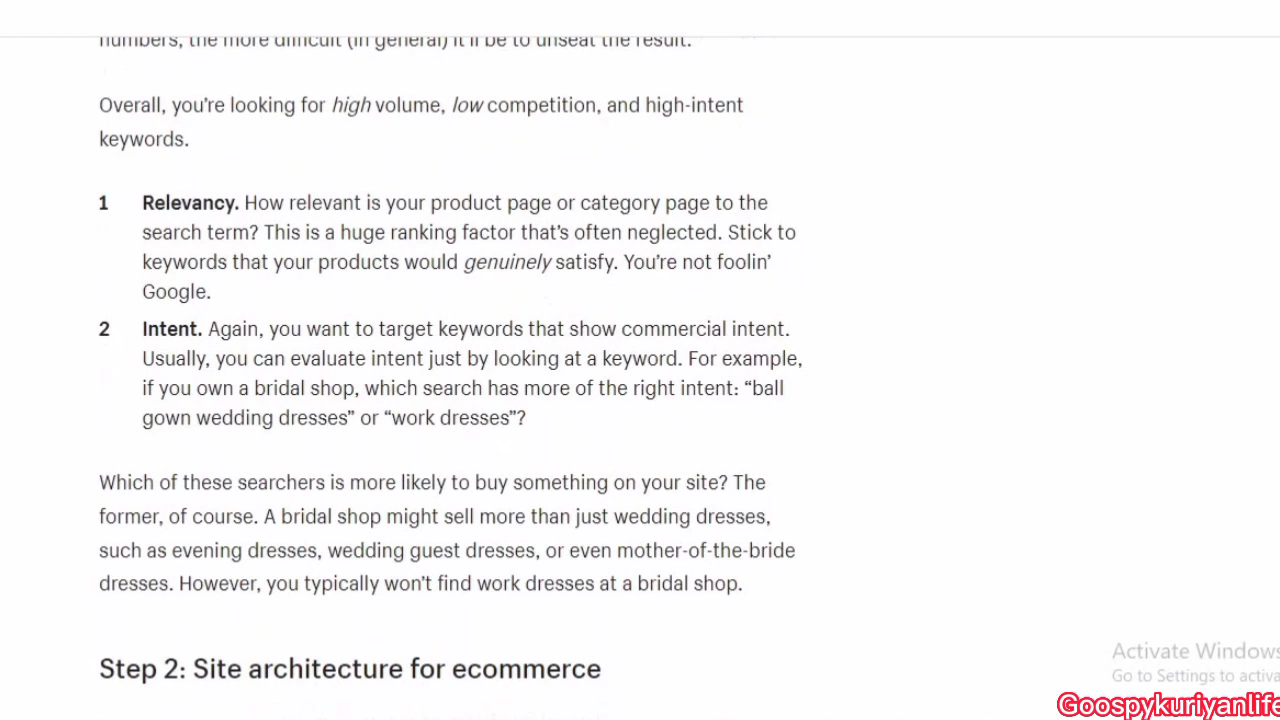 numbers, the more difficult (in general) it'll be to unseat the result.
Overall, you're looking for high volume, low competition, and high-intent
keywords.
1 Relevancy. How relevant is your product page or category page to the
search term? This is a huge ranking factor that's often neglected. Stick to
keywords that your products would genuinely satisfy. You're not foolin'
Google.
2 Intent. Again, you want to target keywords that show commercial intent.
Usually, you can evaluate intent just by looking at a keyword. For example,
if you own a bridal shop, which search has more of the right intent: “ball
gown wedding dresses” or “work dresses”?
Which of these searchers is more likely to buy something on your site? The
former, of course. A bridal shop might sell more than just wedding dresses,
such as evening dresses, wedding guest dresses, or even mother-of-the-bride
dresses. However, you typically won't find work dresses at a bridal shop.
Step 2: Site architecture for ecommerce
Activate Windows
Go to Settings to activa
Goospykuriyanlife